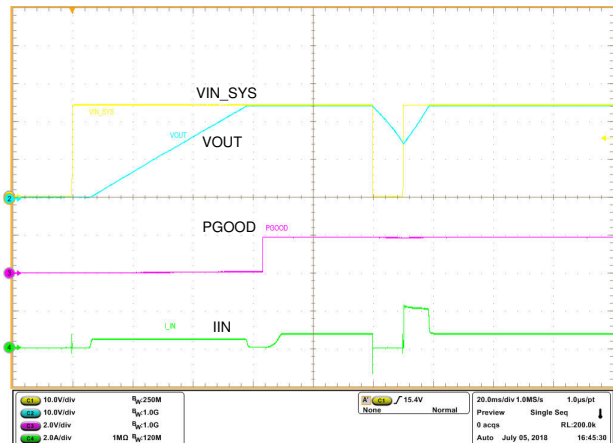 VIN_SYS
VIN_SYS
VOUT
VOUT
PGOOD
PGOOD
I_IN
IIN
2
3
4
C1 10.0V/div BW:250M
C2 10.0V/div BW:1.0G
C3 2.0V/div BW:1.0G
C4 2.0A/div 1MΩ BW:120M
A' C1 15.4V
None Normal
20.0ms/div 1.0MS/s 1.0µs/pt
Preview Single Seq
0 acqs RL:200.0k
Auto July 05, 2018 16:45:30